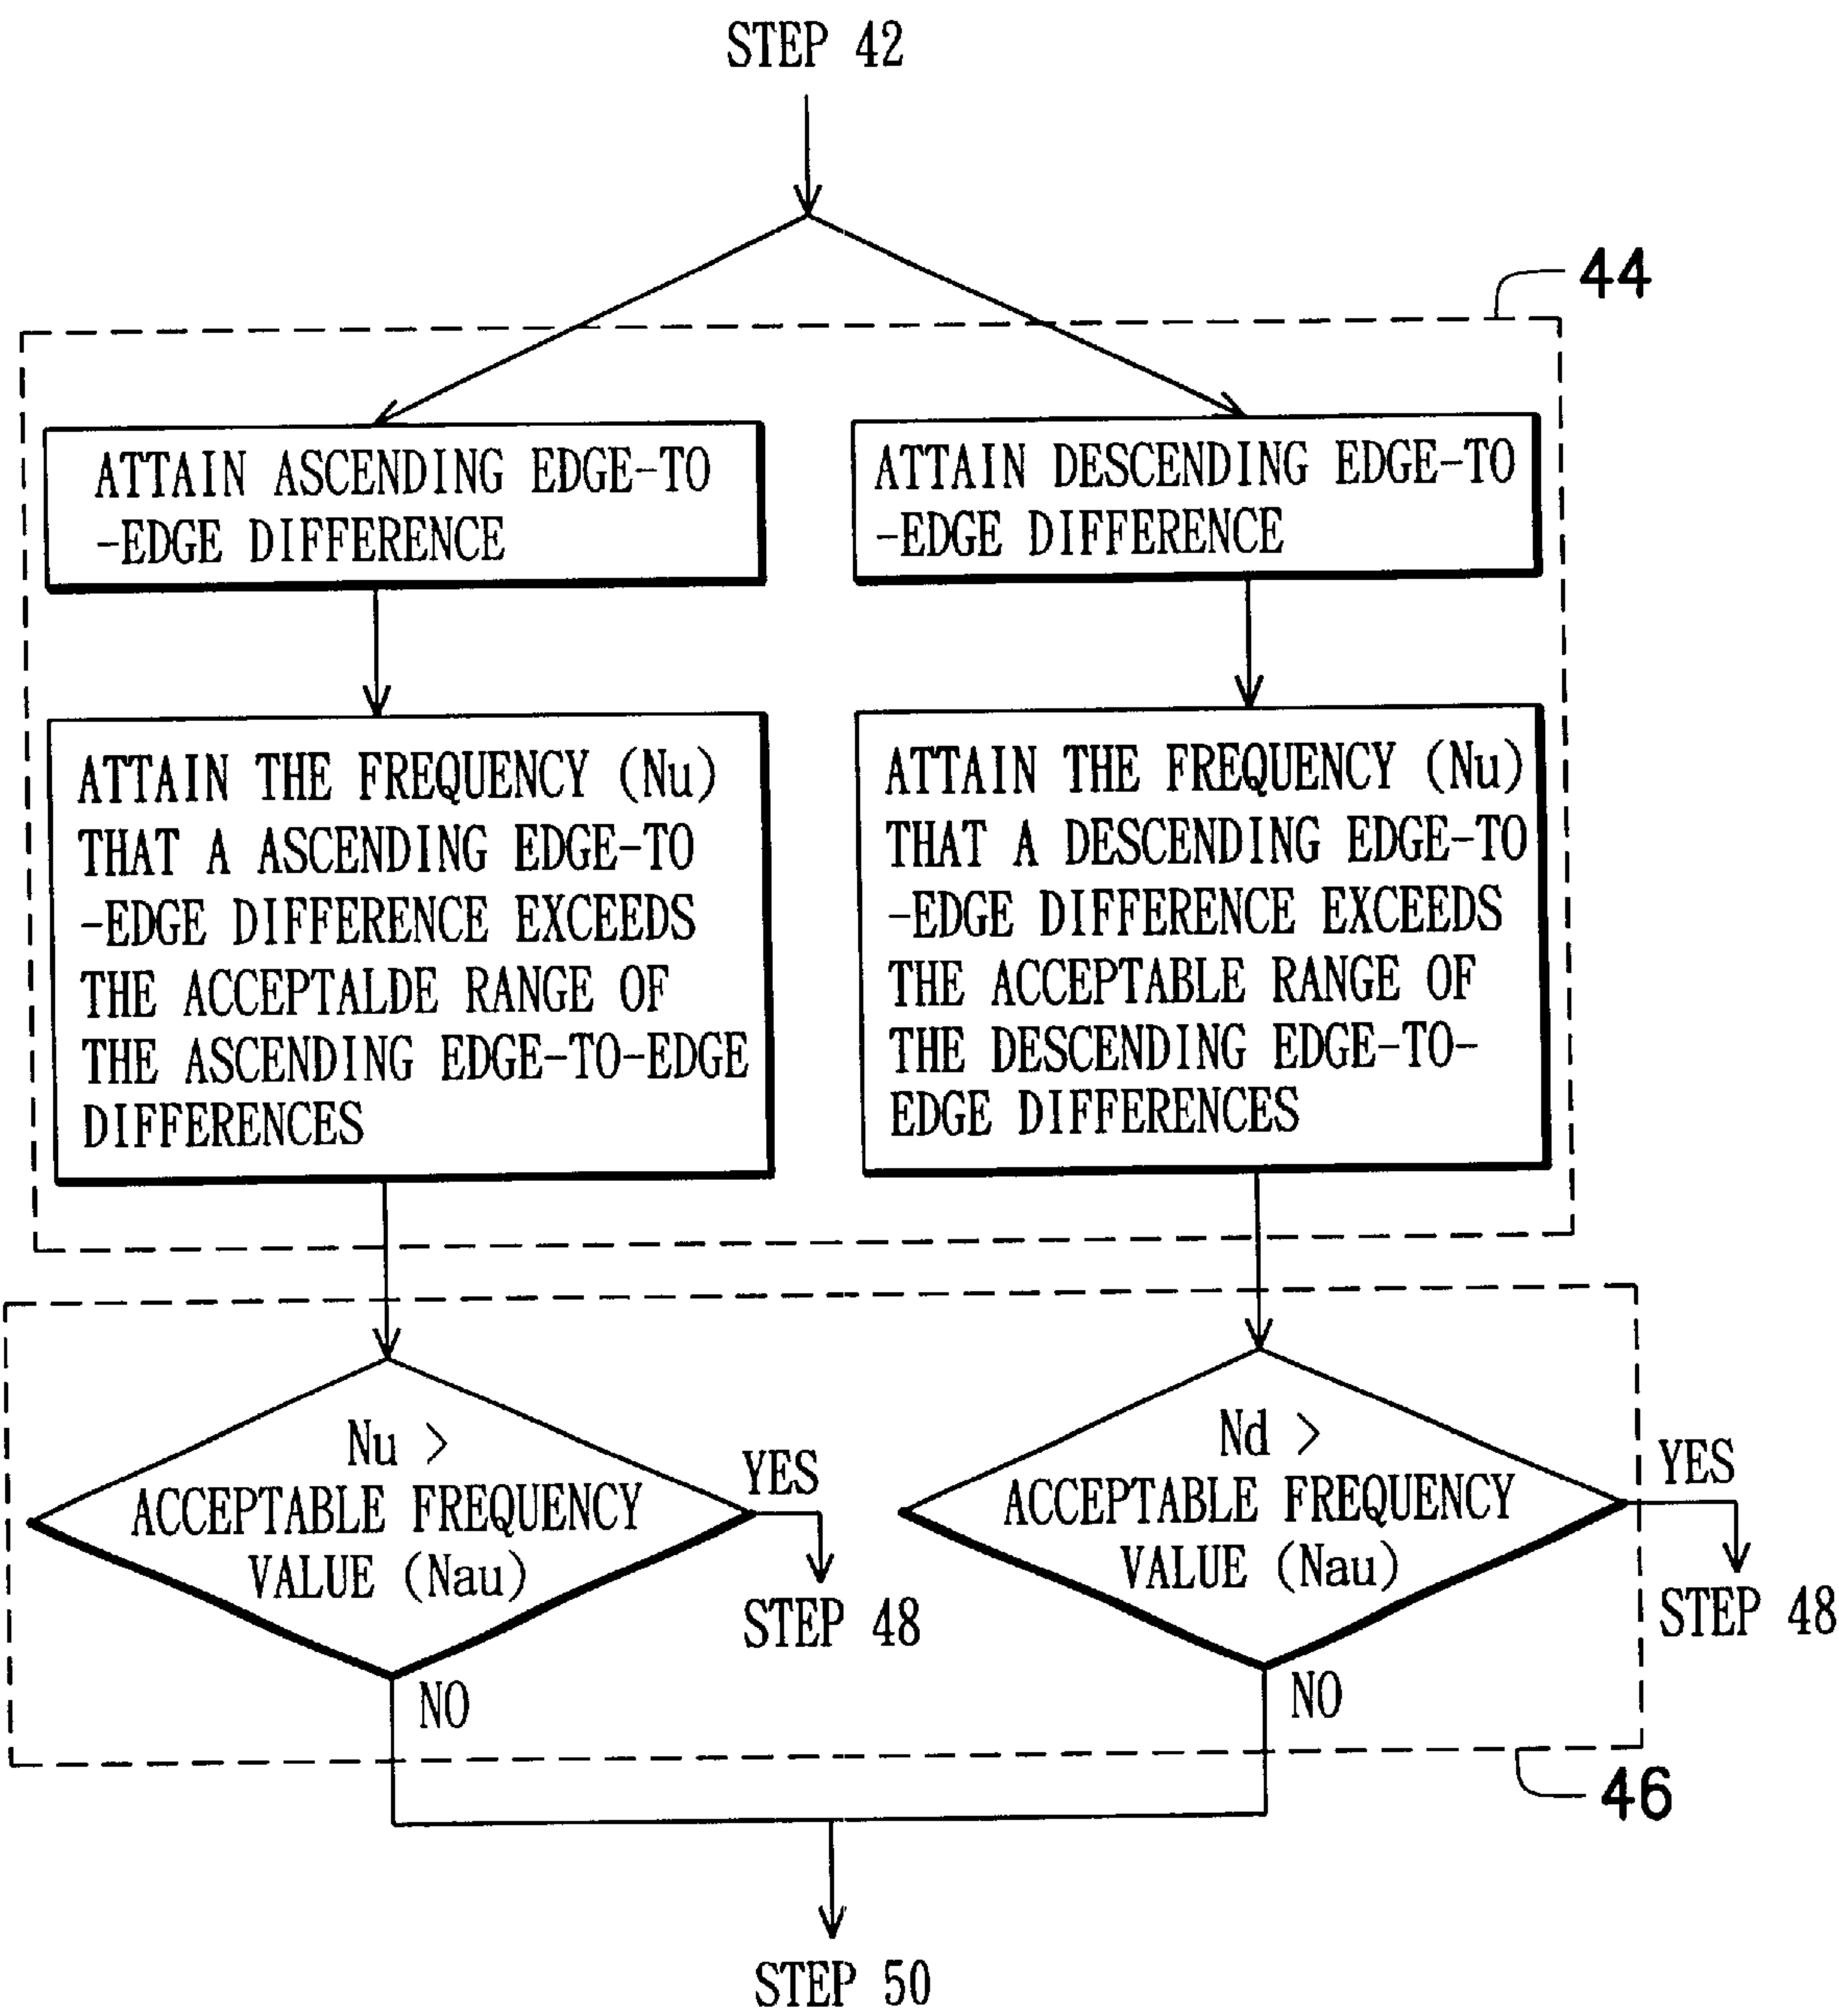 STEP 42
44
ATTAIN ASCENDING EDGE-TO
-EDGE DIFFERENCE
ATTAIN DESCENDING EDGE-TO
-EDGE DIFFERENCE
ATTAIN THE FREQUENCY (Nu)
THAT A ASCENDING EDGE-TO
-EDGE DIFFERENCE EXCEEDS
THE ACCEPTALDE RANGE OF
THE ASCENDING EDGE-TO-EDGE
DIFFERENCES
ATTAIN THE FREQUENCY (Nu)
THAT A DESCENDING EDGE-TO
-EDGE DIFFERENCE EXCEEDS
THE ACCEPTABLE RANGE OF
THE DESCENDING EDGE-TO-
EDGE DIFFERENCES
Nu >
ACCEPTABLE FREQUENCY
VALUE (Nau)
YES
STEP 48
NO
Nd >
ACCEPTABLE FREQUENCY
VALUE (Nau)
YES
STEP 48
NO
46
STEP 50